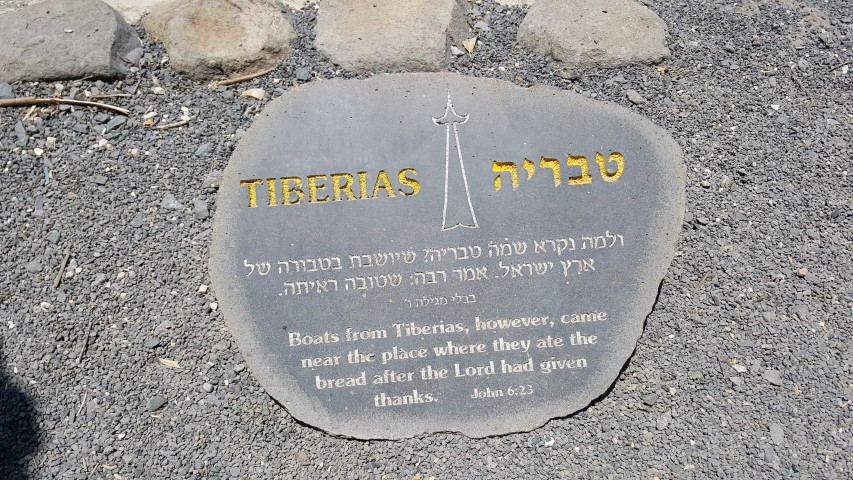 TIBERIAS טבריה
ולמה נקרא שמה טבריה? שיושבת בטבורה של
ארץ ישראל. אמר רבה: שטובה ראיתה.
בבלי מגילה ו'
Boats from Tiberias, however, came
near the place where they ate the
bread after the Lord had given
thanks. John 6:23